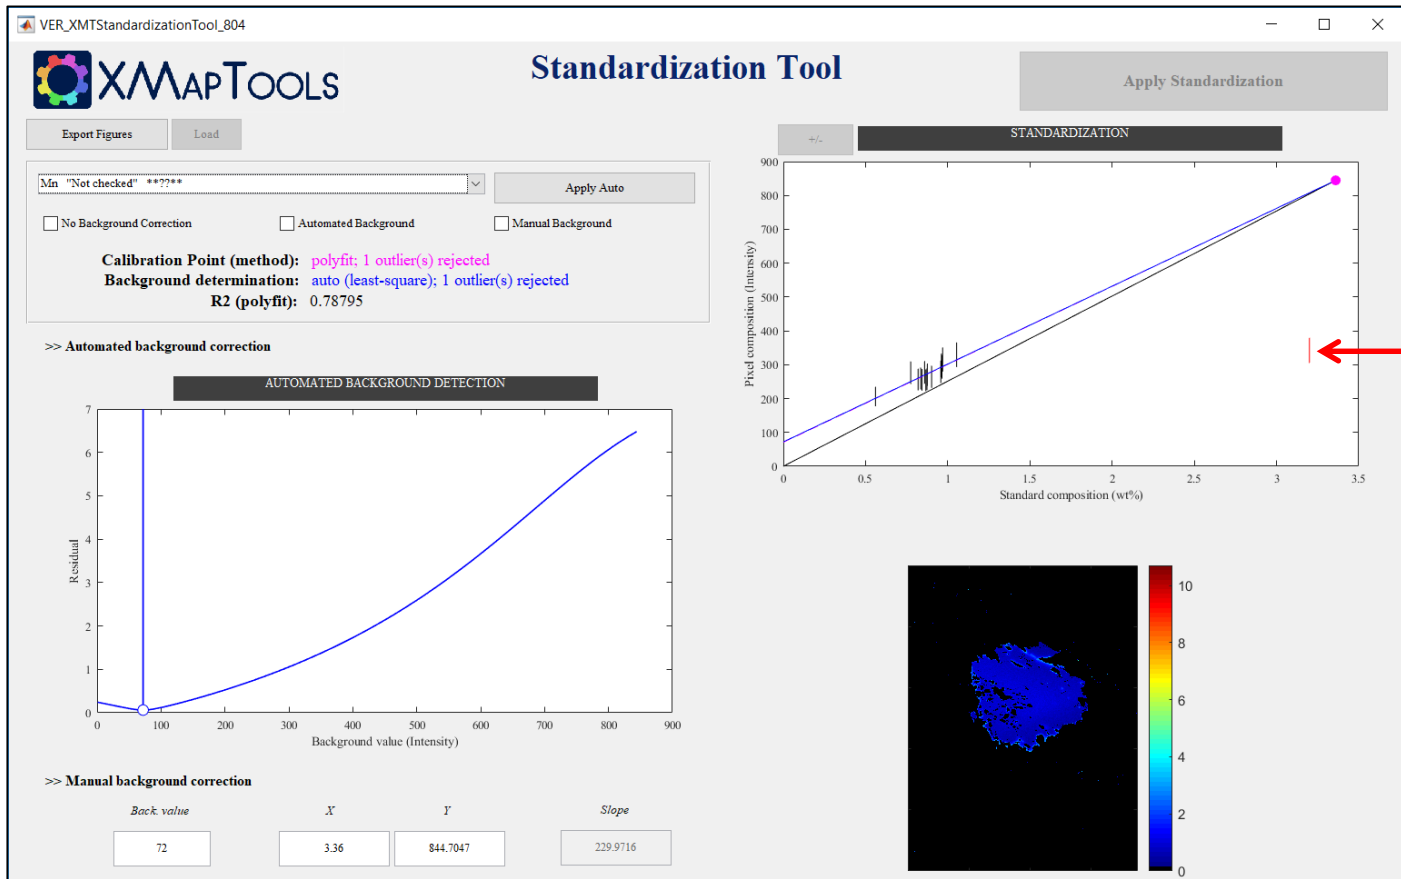 VER_XMTStandardizationTool_804
XMAPTOOLS
Standardization Tool
Apply Standardization
Export Figures
Load
+/-
STANDARDIZATION
Mn "Not checked" **??**
Apply Auto
No Background Correction
Automated Background
Manual Background
Calibration Point (method): polyfit; 1 outlier(s) rejected
Background determination: auto (least-square); 1 outlier(s) rejected
R2 (polyfit): 0.78795
900
800
700
600
500
400
300
200
100
0
Pixel composition (Intensity)
0 0.5 1 1.5 2 2.5 3 3.5
Standard composition (wt%)
>> Automated background correction
AUTOMATED BACKGROUND DETECTION
7
6
5
4
3
2
1
0
Residual
0 100 200 300 400 500 600 700 800 900
Background value (Intensity)
10
8
6
4
2
0
>> Manual background correction
Back. value X Y Slope
72 3.36 844.7047 229.9716